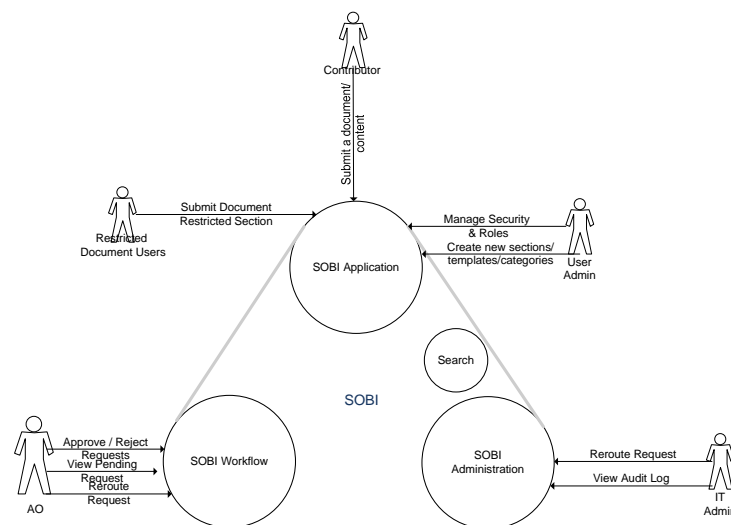 Contributor
Submit a document/
content
Submit Document
Restricted Section
Restricted
Document Users
Manage Security
& Roles
Create new sections/
templates/categories
User
Admin
SOBI Application
Search
SOBI
Approve / Reject
Requests
View Pending
Request
Reroute
Request
AO
SOBI Workflow
SOBI
Administration
Reroute Request
View Audit Log
IT
Admin